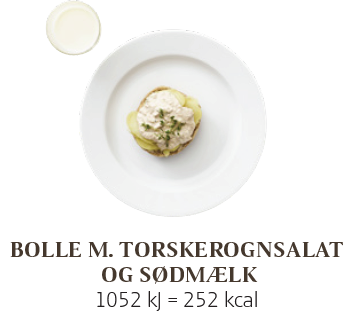 BOLLE M. TORSKEROGNSALAT
OG SØDMÆLK
1052 kJ = 252 kcal